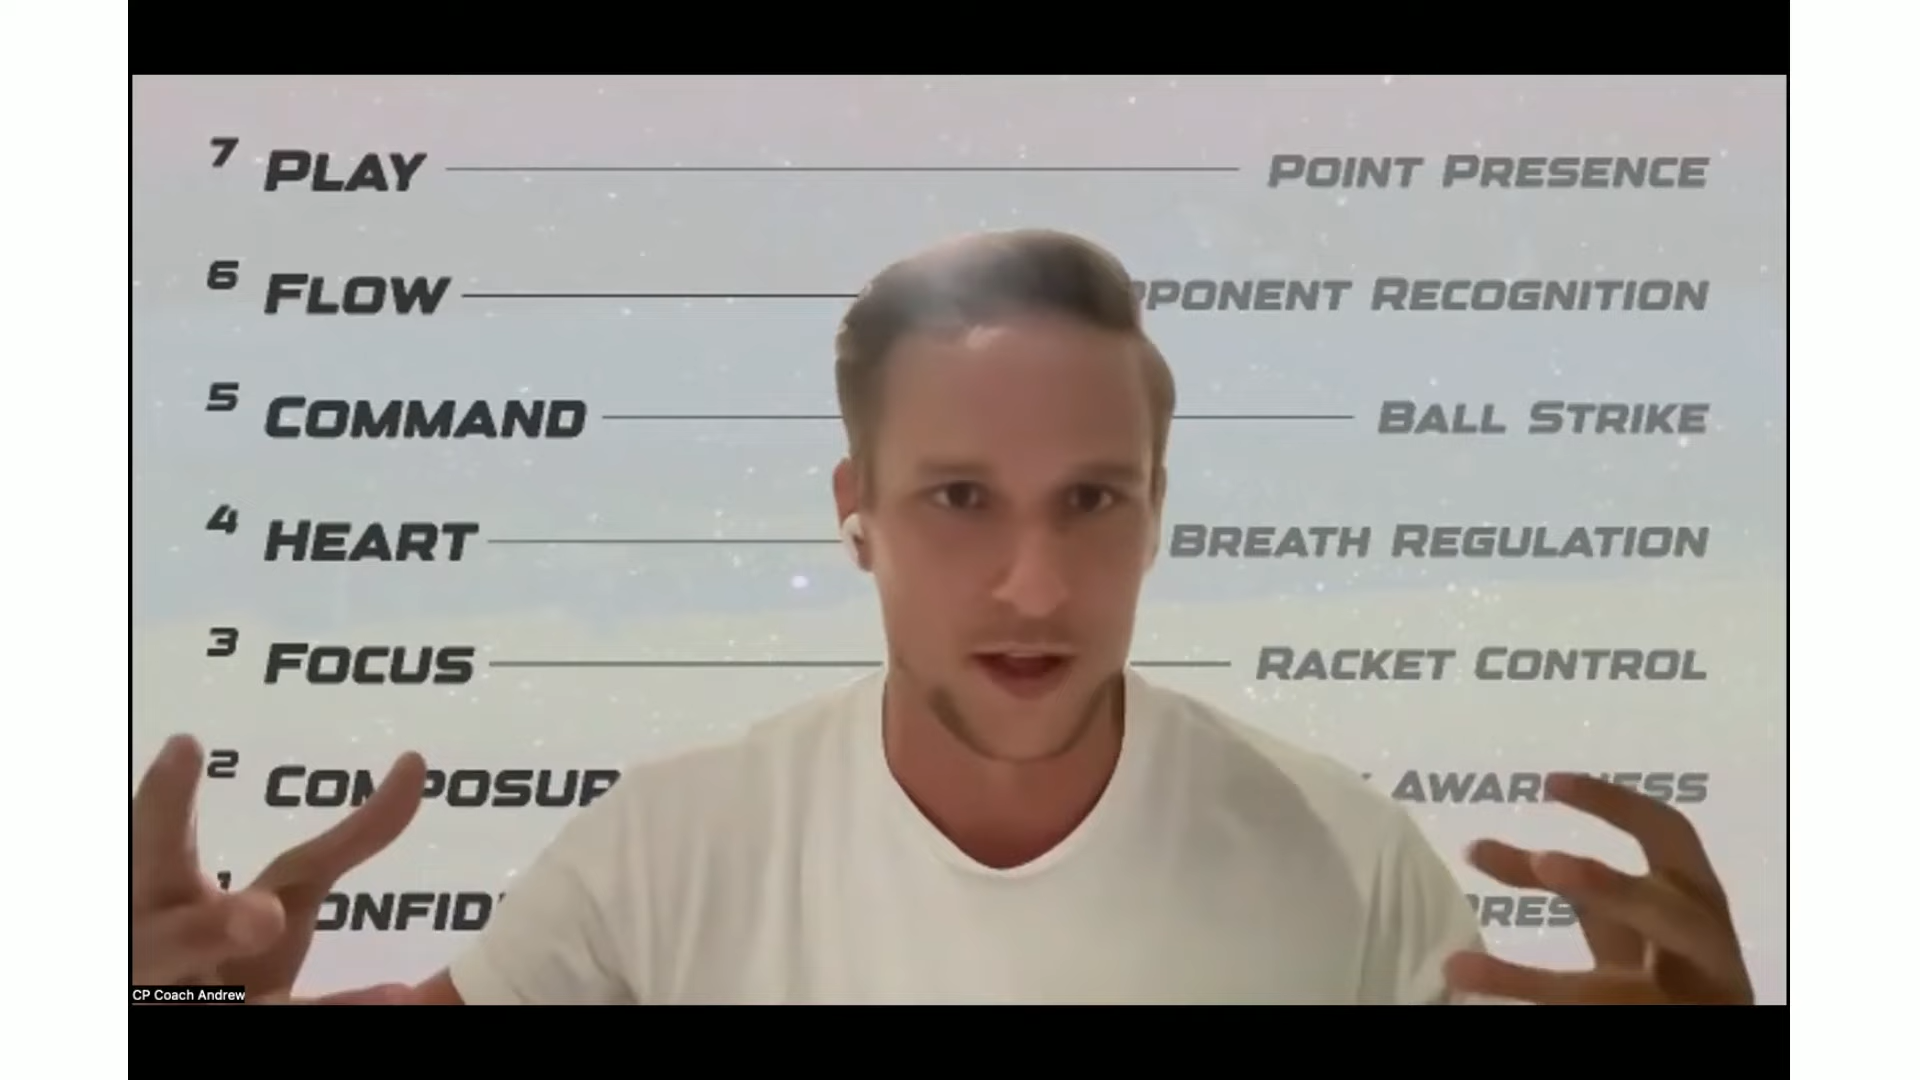 7 PLAY POINT PRESENCE
6 FLOW RECOGNITION
5 COMMAND BALL STRIKE
4 HEART BREATH REGULATION
3 FOCUS RACKET CONTROL
2
CP Coach Andrew